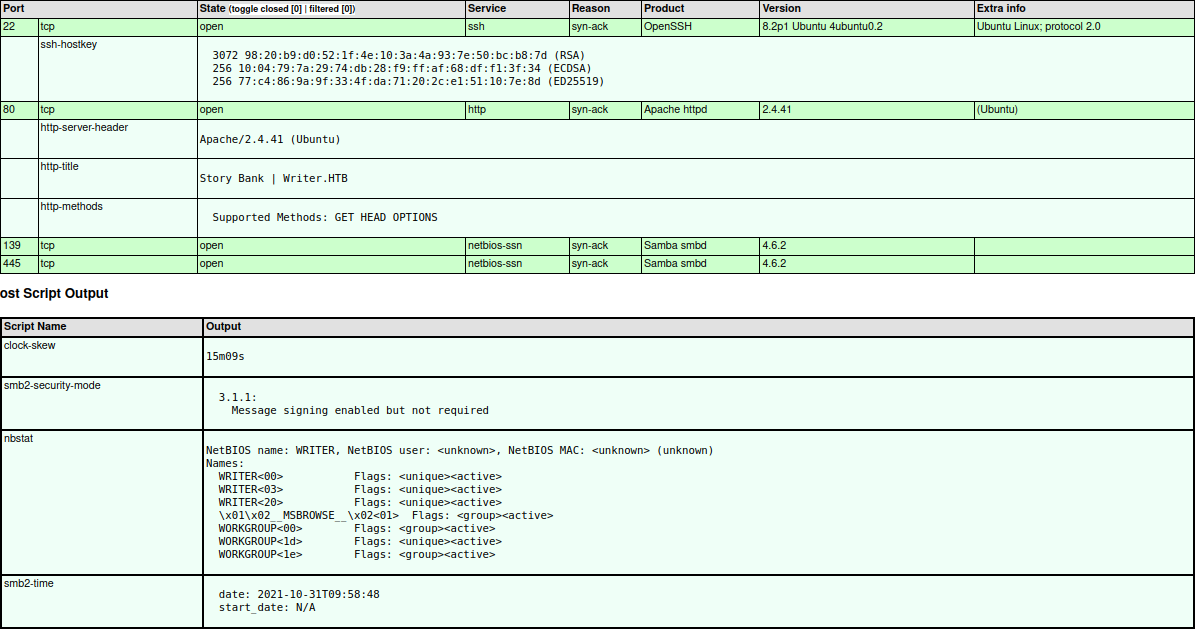 Port State (toggle closed [0] | filtered [0]) Service Reason Product Version Extra info
22 tcp open ssh syn-ack OpenSSH 8.2p1 Ubuntu 4ubuntu0.2 Ubuntu Linux; protocol 2.0
ssh-hostkey
3072 98:20:b9:d0:52:1f:4e:10:3a:4a:93:7e:50:bc:b8:7d (RSA)
256 10:04:79:7a:29:74:db:28:f9:ff:af:68:df:f1:3f:34 (ECDSA)
256 77:c4:86:9a:9f:33:4f:da:71:20:2c:e1:51:10:7e:8d (ED25519)
80 tcp open http syn-ack Apache httpd 2.4.41 (Ubuntu)
http-server-header
Apache/2.4.41 (Ubuntu)
http-title
Story Bank | Writer.HTB
http-methods
Supported Methods: GET HEAD OPTIONS
139 tcp open netbios-ssn syn-ack Samba smbd 4.6.2
445 tcp open netbios-ssn syn-ack Samba smbd 4.6.2
ost Script Output
Script Name Output
clock-skew
15m09s
smb2-security-mode
3.1.1:
Message signing enabled but not required
nbstat
NetBIOS name: WRITER, NetBIOS user: <unknown>, NetBIOS MAC: <unknown> (unknown)
Names:
WRITER<00> Flags: <unique><active>
WRITER<03> Flags: <unique><active>
WRITER<20> Flags: <unique><active>
\x01\x02__MSBROWSE__\x02<01> Flags: <group><active>
WORKGROUP<00> Flags: <group><active>
WORKGROUP<1d> Flags: <unique><active>
WORKGROUP<1e> Flags: <group><active>
smb2-time
date: 2021-10-31T09:58:48
start_date: N/A